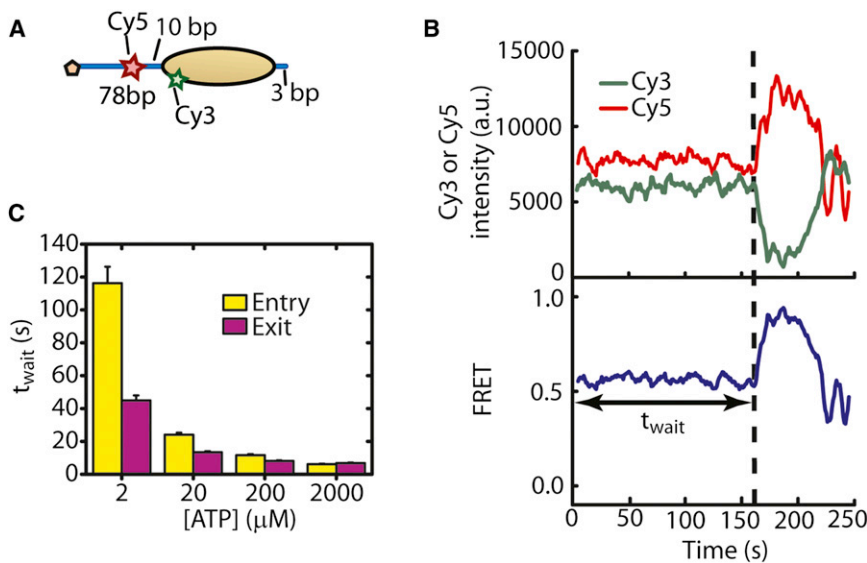 A
Cy5
10 bp
78bp
Cy3
3 bp
B
15000
10000
5000
0
Cy3 or Cy5
intensity (a.u.)
Cy3
Cy5
1.0
0.5
0.0
FRET
t_wait
0 50 100 150 200 250
Time (s)
C
140
120
100
80
60
40
20
0
t_wait (s)
Entry
Exit
2 20 200 2000
[ATP] (μM)